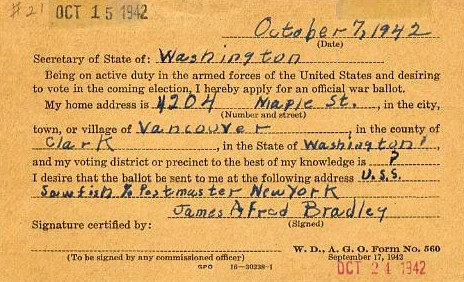 #21 OCT 15 1942
October 7, 1942
(Date)
Secretary of State of: Washington
Being on active duty in the armed forces of the United States and desiring
to vote in the coming election, I hereby apply for an official war ballot.
My home address is 4204 Maple St., in the city,
(Number and street)
town, or village of Vancouver, in the county of
Clark, in the State of Washington,
and my voting district or precinct to the best of my knowledge is ?
I desire that the ballot be sent to me at the following address U.S.S.
Sawfish % Postmaster New York
James Alfred Bradley
Signature certified by: (Signed)
(To be signed by any commissioned officer)
W. D., A. G. O. Form No. 560
September 17, 1942
GPO 16—30238-1
OCT 24 1942